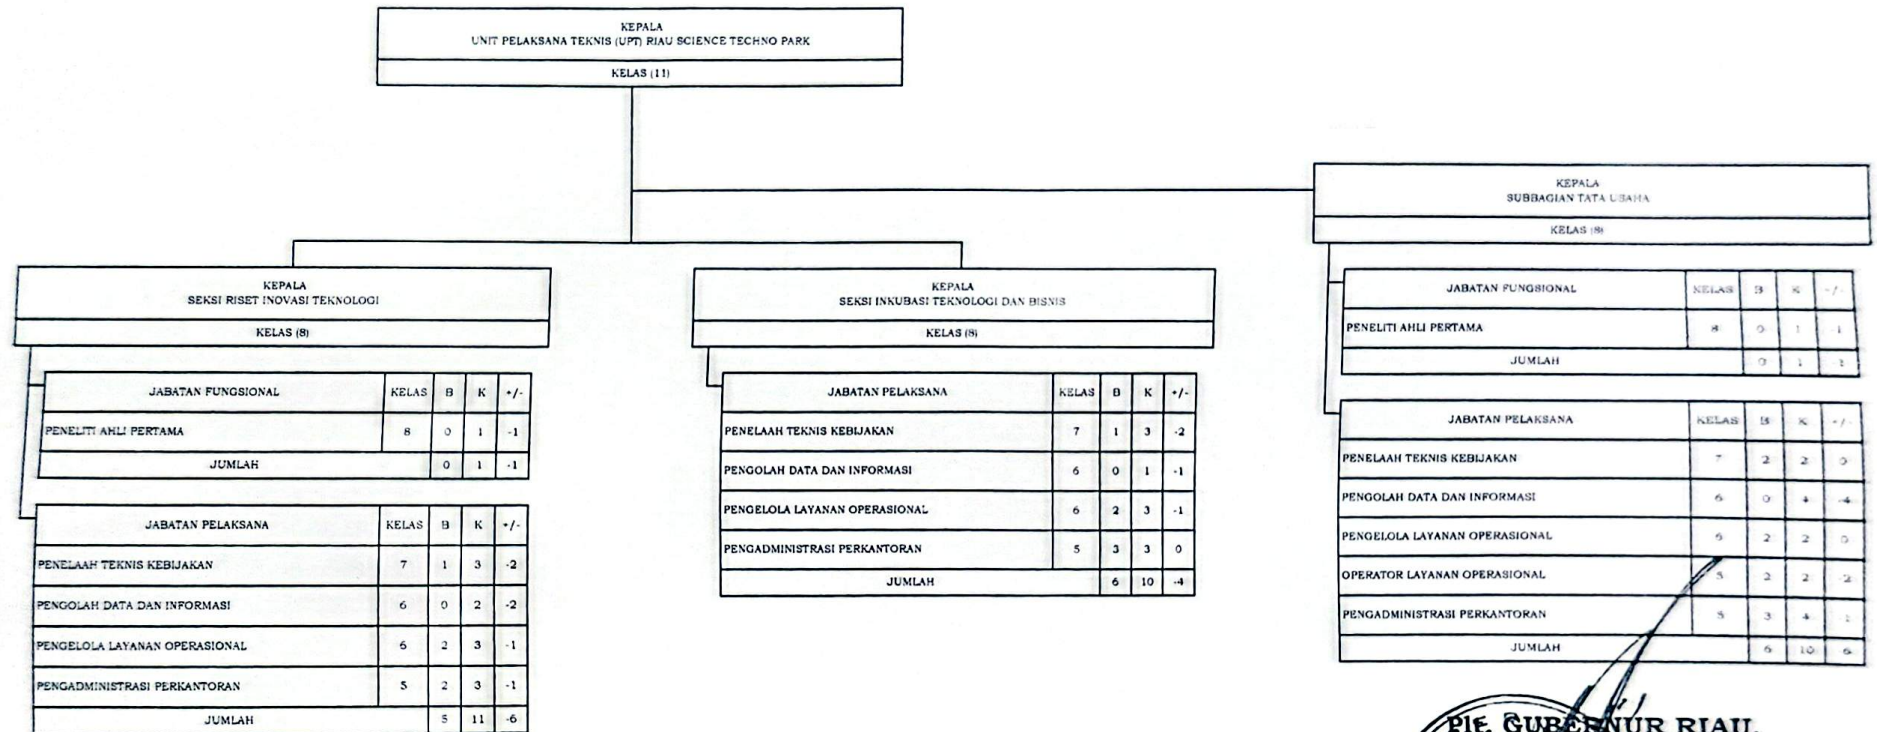 KEPALA
UNIT PELAKSANA TEKNIS (UPT) RIAU SCIENCE TECHNO PARK
KELAS (11)
KEPALA
SUBBAGIAN TATA USAHA
KELAS (8)
KEPALA
SEKSI RISET INOVASI TEKNOLOGI
KELAS (8)
JABATAN FUNGSIONAL KELAS B K +/-
PENELITI AHLI PERTAMA 8 0 1 -1
JUMLAH 0 1 -1
JABATAN PELAKSANA KELAS B K +/-
PENELAAH TEKNIS KEBIJAKAN 7 1 3 -2
PENGOLAH DATA DAN INFORMASI 6 0 2 -2
PENGELOLA LAYANAN OPERASIONAL 6 2 3 -1
PENGADMINISTRASI PERKANTORAN 5 2 3 -1
JUMLAH 5 11 -6
KEPALA
SEKSI INKUBASI TEKNOLOGI DAN BISNIS
KELAS (8)
JABATAN PELAKSANA KELAS B K +/-
PENELAAH TEKNIS KEBIJAKAN 7 1 3 -2
PENGOLAH DATA DAN INFORMASI 6 0 1 -1
PENGELOLA LAYANAN OPERASIONAL 6 2 3 -1
PENGADMINISTRASI PERKANTORAN 5 3 3 0
JUMLAH 6 10 -4
JABATAN FUNGSIONAL KELAS B K +/-
PENELITI AHLI PERTAMA 8 0 1 -1
JUMLAH 0 1 -1
JABATAN PELAKSANA KELAS B K +/-
PENELAAH TEKNIS KEBIJAKAN 7 2 2 0
PENGOLAH DATA DAN INFORMASI 6 0 4 -4
PENGELOLA LAYANAN OPERASIONAL 6 2 2 0
OPERATOR LAYANAN OPERASIONAL 5 2 2 -2
PENGADMINISTRASI PERKANTORAN 5 3 4
JUMLAH 6 10 6
Plt. GUBERNUR RIAU,